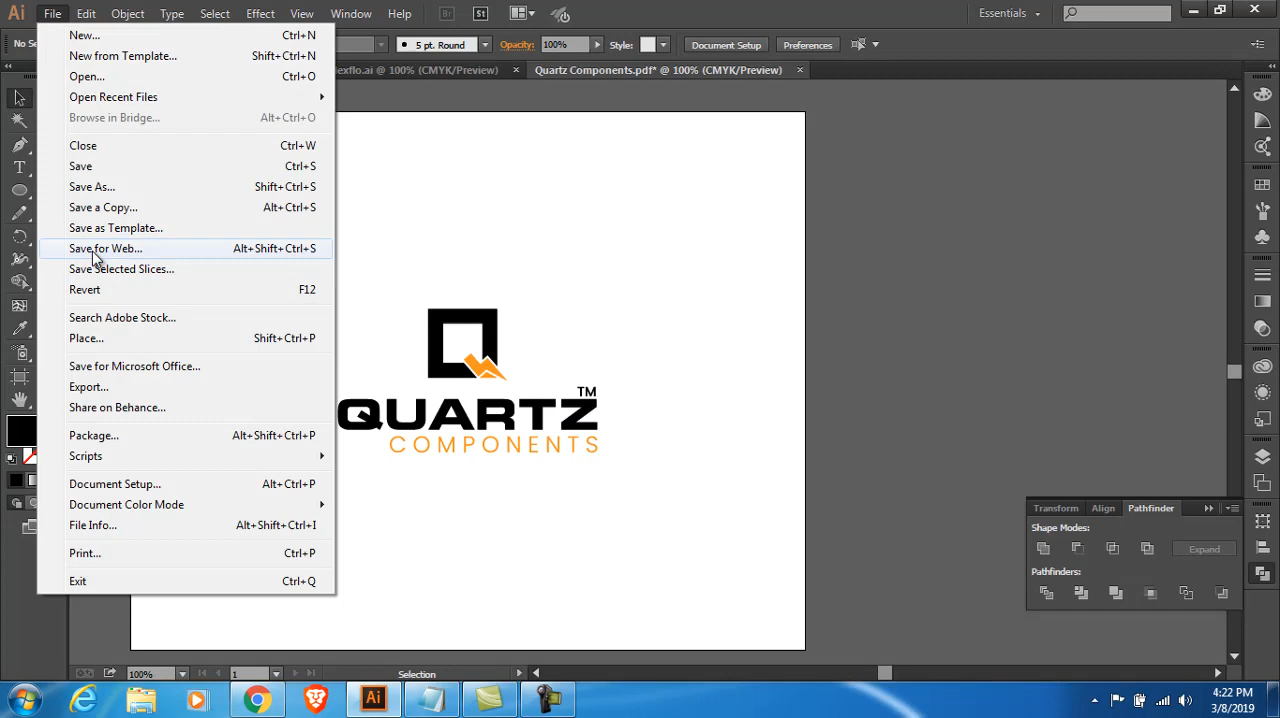 Ai File Edit Object Type Select Effect View Window Help Br St Essentials
5 pt. Round Opacity: 100% Style: Document Setup Preferences
exflo.ai @ 100% (CMYK/Preview) × Quartz Components.pdf* @ 100% (CMYK/Preview) ×
New... Ctrl+N
New from Template... Shift+Ctrl+N
Open... Ctrl+O
Open Recent Files
Browse in Bridge... Alt+Ctrl+O
Close Ctrl+W
Save Ctrl+S
Save As... Shift+Ctrl+S
Save a Copy... Alt+Ctrl+S
Save as Template...
Save for Web... Alt+Shift+Ctrl+S
Save Selected Slices...
Revert F12
Search Adobe Stock...
Place... Shift+Ctrl+P
Save for Microsoft Office...
Export...
Share on Behance...
Package... Alt+Shift+Ctrl+P
Scripts
Document Setup... Alt+Ctrl+P
Document Color Mode
File Info... Alt+Shift+Ctrl+I
Print... Ctrl+P
Exit Ctrl+Q
TM
QUARTZ
COMPONENTS
Transform Align Pathfinder
Shape Modes:
Expand
Pathfinders:
100% 1 Selection
Ai
4:22 PM
3/8/2019